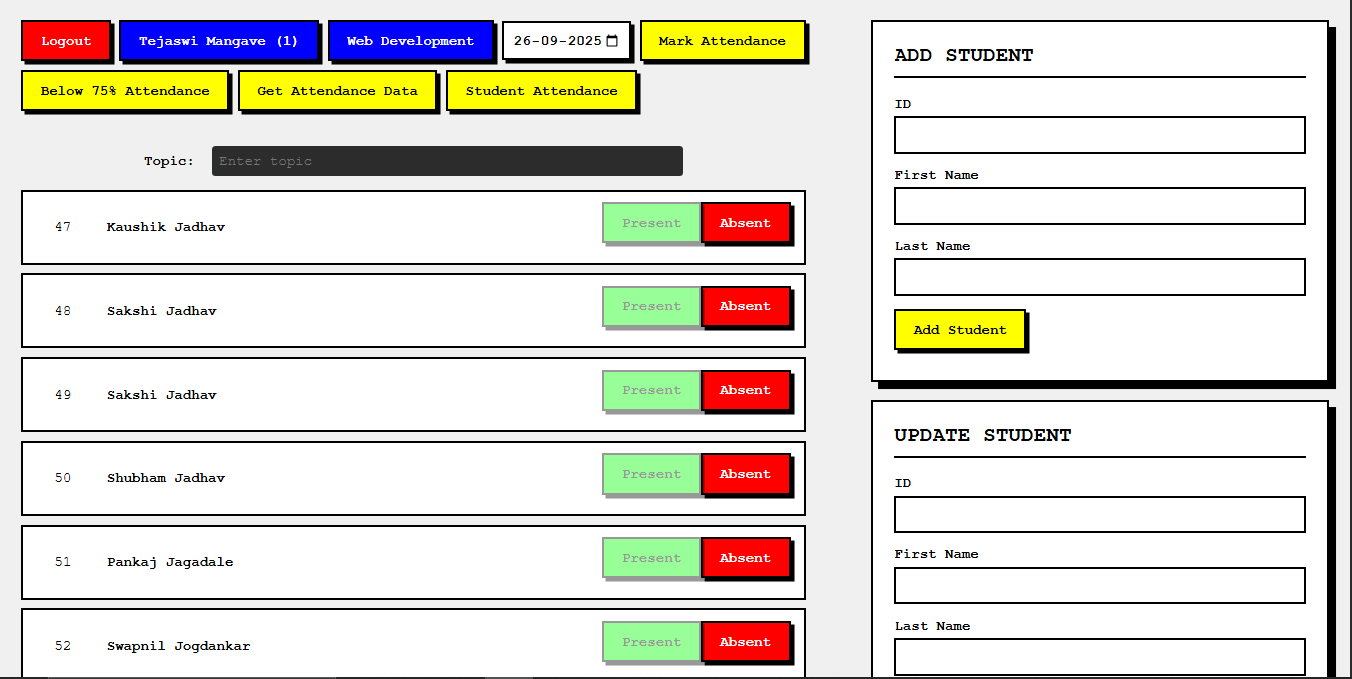 Logout Tejaswi Mangave (1) Web Development 26-09-2025 Mark Attendance
Below 75% Attendance Get Attendance Data Student Attendance
Topic: Enter topic
47 Kaushik Jadhav Present Absent
48 Sakshi Jadhav Present Absent
49 Sakshi Jadhav Present Absent
50 Shubham Jadhav Present Absent
51 Pankaj Jagadale Present Absent
52 Swapnil Jogdankar Present Absent
ADD STUDENT
ID
First Name
Last Name
Add Student
UPDATE STUDENT
ID
First Name
Last Name